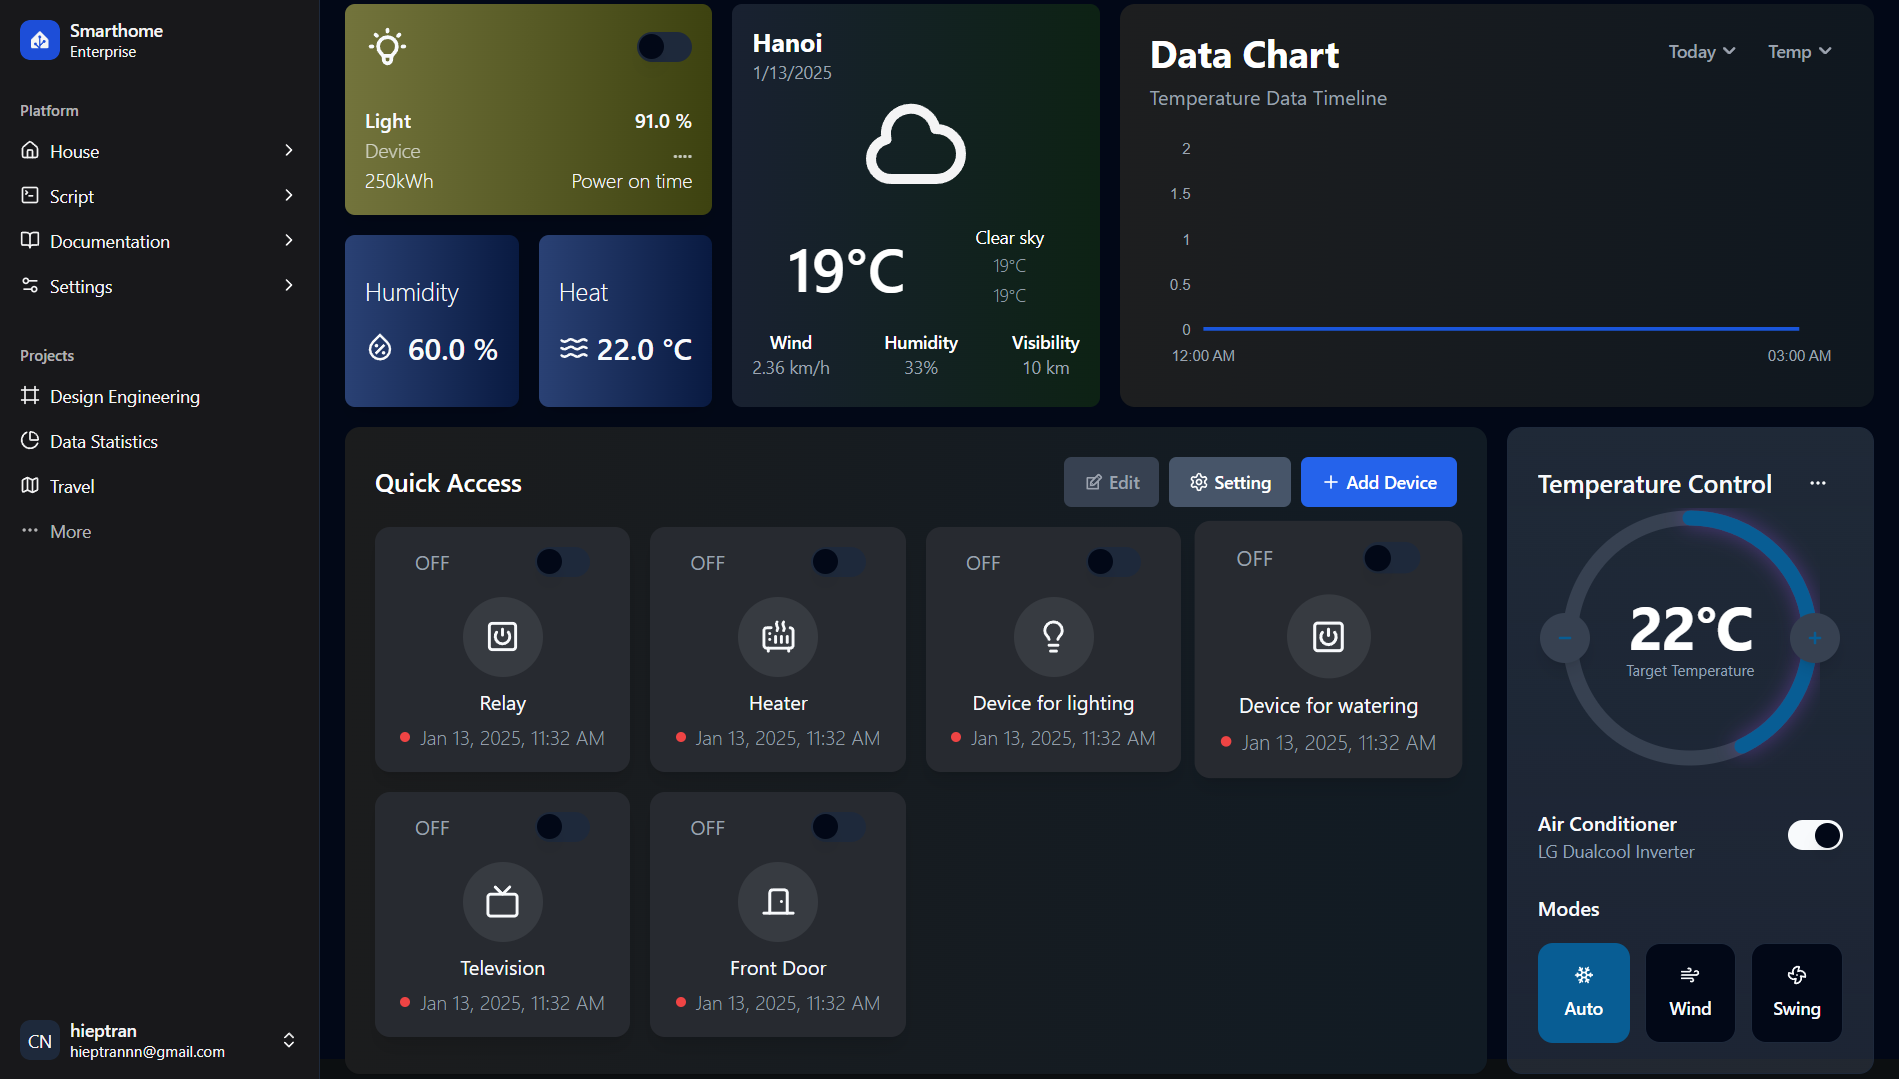 Smarthome
Enterprise
Platform
House
Script
Documentation
Settings
Projects
Design Engineering
Data Statistics
Travel
More
CN
hieptran
hieptrannn@gmail.com
Light
91.0 %
Device
....
250kWh
Power on time
Humidity
60.0 %
Heat
22.0 °C
Hanoi
1/13/2025
19°C
Clear sky
19°C
19°C
Wind
Humidity
Visibility
2.36 km/h
33%
10 km
Data Chart
Today
Temp
Temperature Data Timeline
2
1.5
1
0.5
0
12:00 AM
03:00 AM
Quick Access
Edit
Setting
Add Device
OFF
Relay
Jan 13, 2025, 11:32 AM
OFF
Heater
Jan 13, 2025, 11:32 AM
OFF
Device for lighting
Jan 13, 2025, 11:32 AM
OFF
Device for watering
Jan 13, 2025, 11:32 AM
OFF
Television
Jan 13, 2025, 11:32 AM
OFF
Front Door
Jan 13, 2025, 11:32 AM
Temperature Control
22°C
Target Temperature
Air Conditioner
LG Dualcool Inverter
Modes
Auto
Wind
Swing